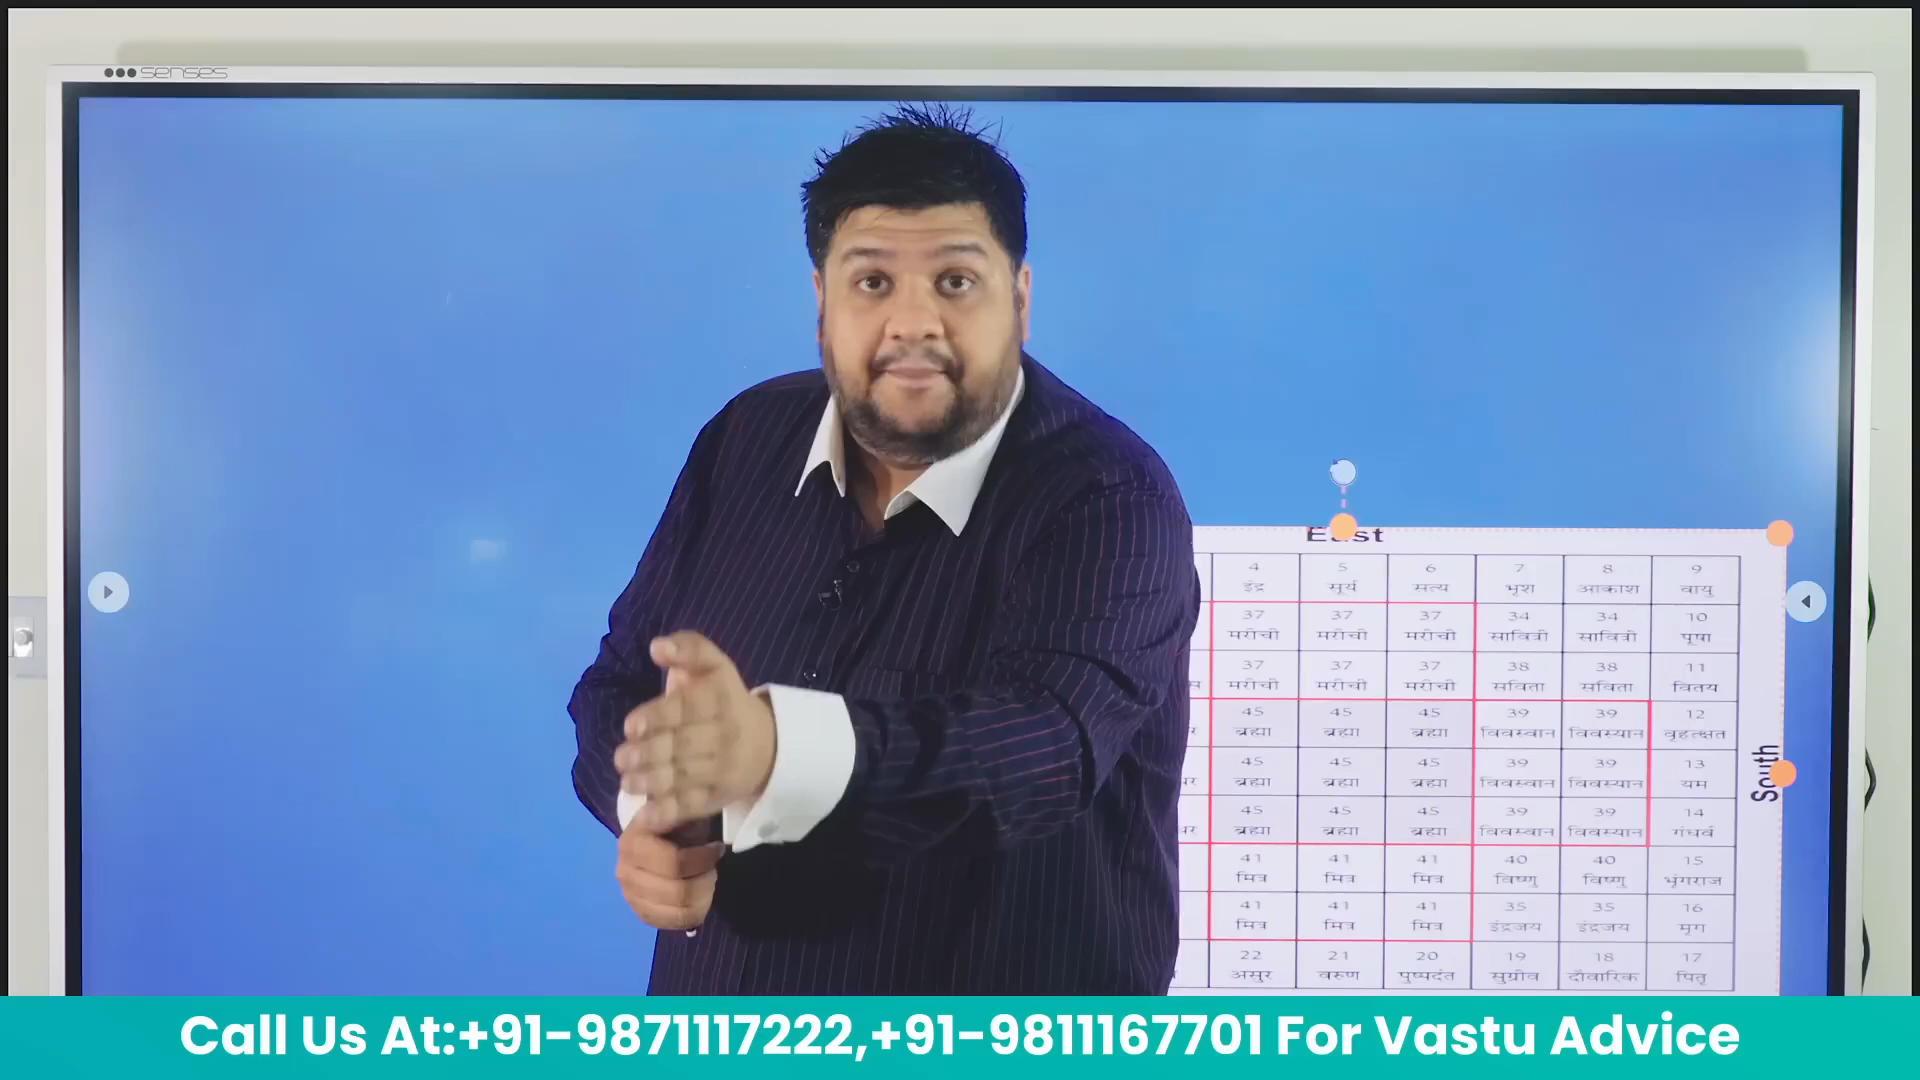 senses
East
4 5 6 7 8 9
इंद्र सूर्य सत्य भृश आकाश वायु
37 37 37 34 34 10
मरीची मरीची मरीची सावित्री सावित्री पूषा
37 37 37 38 38 11
मरीची मरीची मरीची सविता सविता वितय
45 45 45 39 39 12
ब्रह्मा ब्रह्मा ब्रह्मा विवस्वान विवस्यान वृहत्क्षत
45 45 45 39 39 13
ब्रह्मा ब्रह्मा ब्रह्मा विवस्वान विवस्यान यम
South
45 45 45 39 39 14
ब्रह्मा ब्रह्मा ब्रह्मा विवस्वान विवस्यान गंधर्व
41 41 41 40 40 15
मित्र मित्र मित्र विष्णु विष्णु भृंगराज
41 41 41 35 35 16
मित्र मित्र मित्र इंद्रजय इंद्रजय मृग
22 21 20 19 18 17
असुर वरुण पुष्पदंत सुग्रीव दौवारिक पितृ
Call Us At:+91-9871117222,+91-9811167701 For Vastu Advice